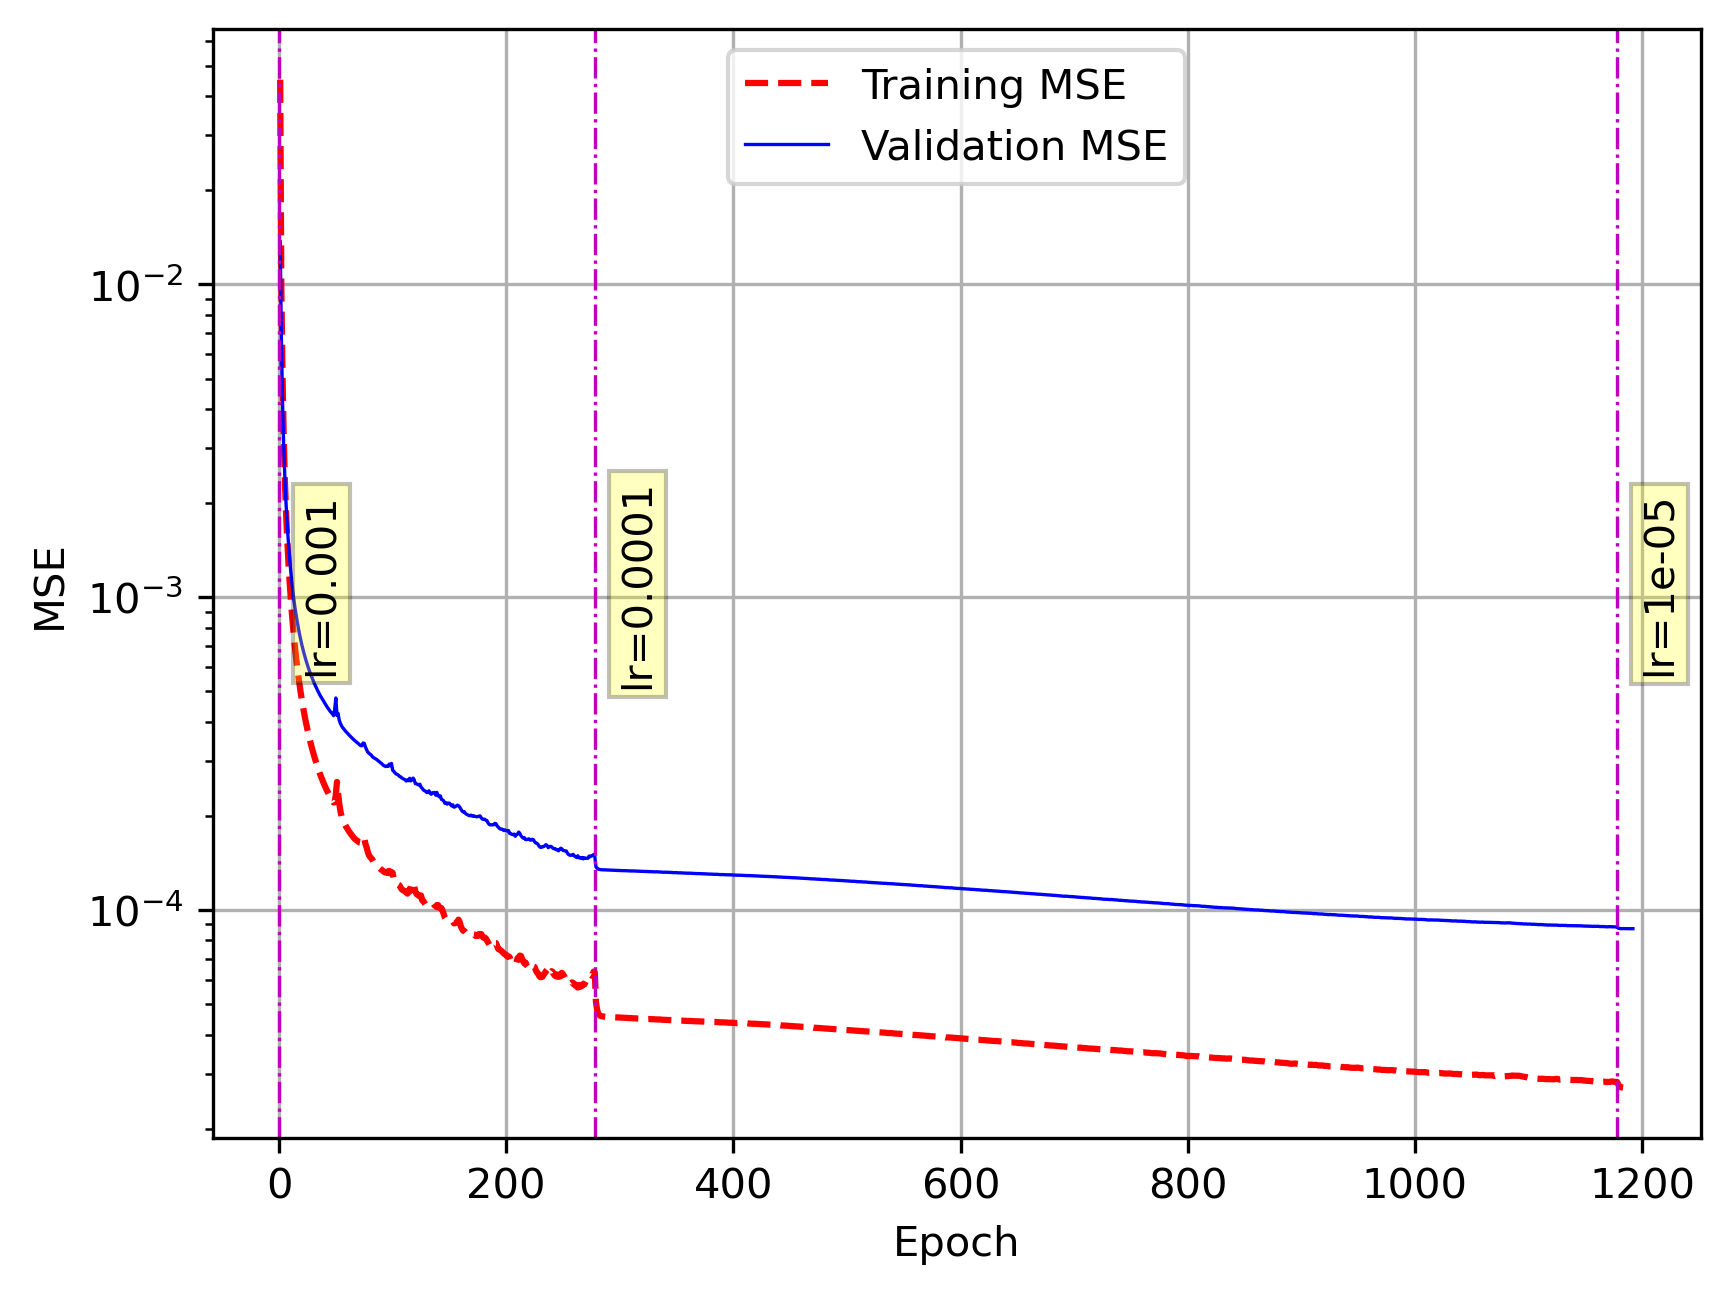 Training MSE
Validation MSE
MSE
10⁻²
10⁻³
10⁻⁴
lr=0.001
lr=0.0001
lr=1e-05
0 200 400 600 800 1000 1200
Epoch